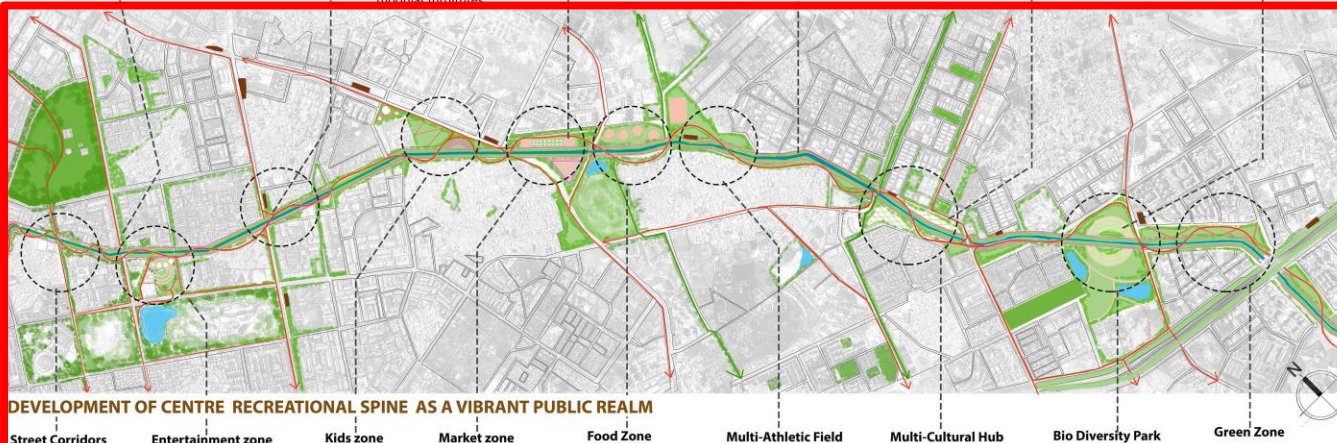 DEVELOPMENT OF CENTRE RECREATIONAL SPINE AS A VIBRANT PUBLIC REALM
Street Corridors Entertainment zone Kids zone Market zone Food Zone Multi-Athletic Field Multi-Cultural Hub Bio Diversity Park Green Zone
N